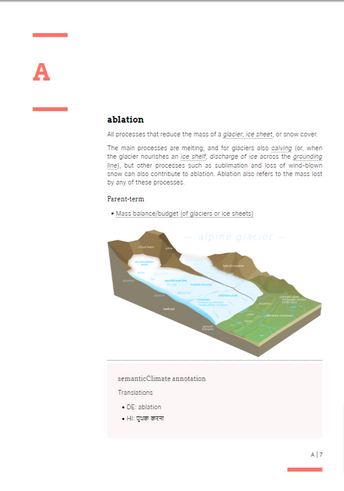 A
ablation
All processes that reduce the mass of a glacier, ice sheet, or snow cover.
The main processes are melting, and for glaciers also calving (or, when
the glacier nourishes an ice shelf, discharge of ice across the grounding
line), but other processes such as sublimation and loss of wind-blown
snow can also contribute to ablation. Ablation also refers to the mass lost
by any of these processes.
Parent-term
• Mass balance/budget (of glaciers or ice sheets)
— alpine glacier —
semanticClimate annotation
Translations
• DE: ablation
• HI: पृथक करना
A | 7